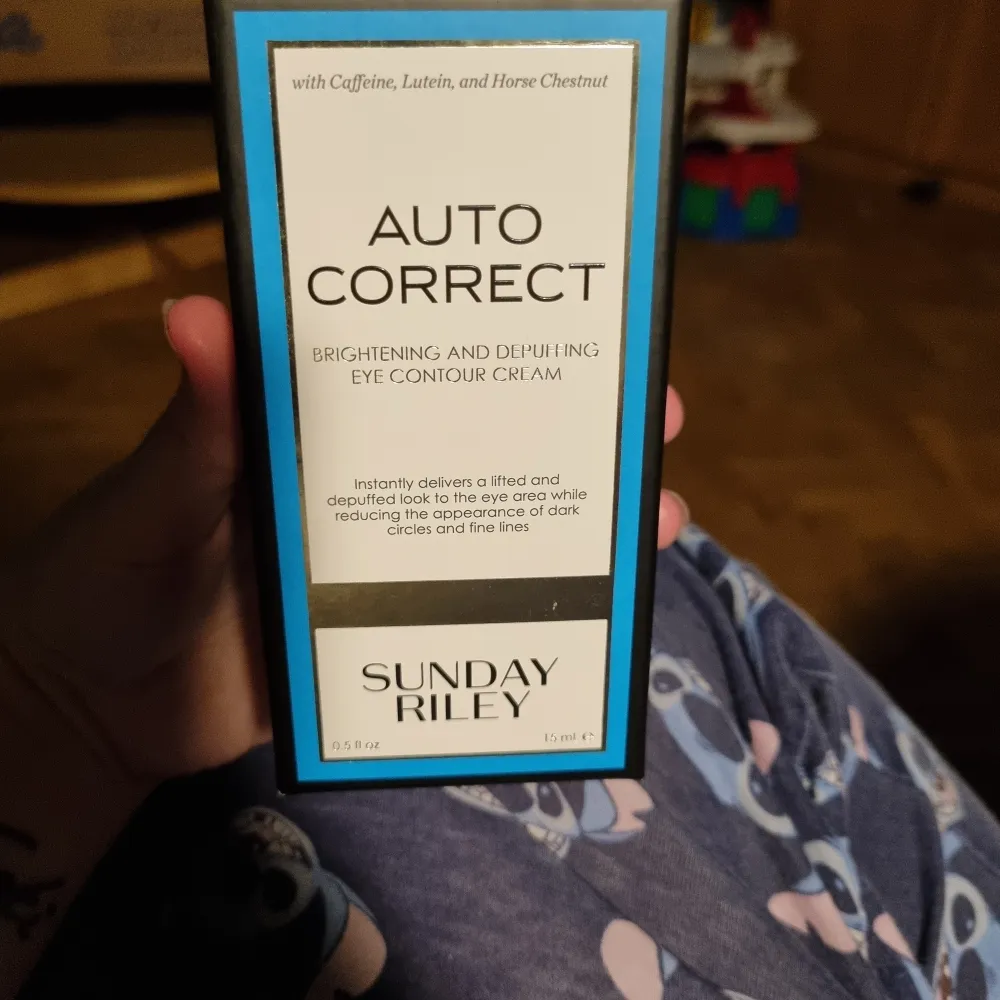 with Caffeine, Lutein, and Horse Chestnut
AUTO
CORRECT
BRIGHTENING AND DEPUFFING
EYE CONTOUR CREAM
Instantly delivers a lifted and
depuffed look to the eye area while
reducing the appearance of dark
circles and fine lines
SUNDAY
RILEY
0.5 fl oz 15 mL ℮